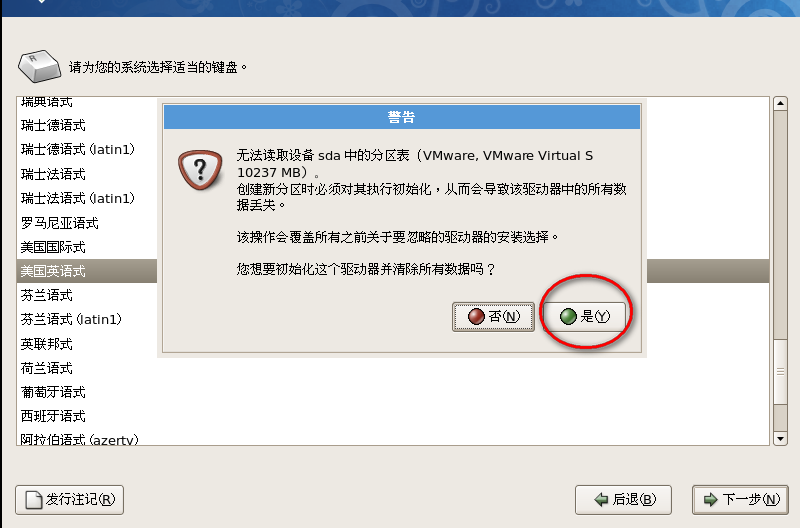 请为您的系统选择适当的键盘。
瑞典语式
瑞士德语式
瑞士德语式 (latin1)
瑞士法语式
瑞士法语式 (latin1)
罗马尼亚语式
美国国际式
美国英语式
芬兰语式
芬兰语式 (latin1)
英联邦式
荷兰语式
葡萄牙语式
西班牙语式
阿拉伯语式 (azerty)
警告
无法读取设备 sda 中的分区表（VMware, VMware Virtual S
10237 MB）。
创建新分区时必须对其执行初始化，从而会导致该驱动器中的所有数
据丢失。
该操作会覆盖所有之前关于要忽略的驱动器的安装选择。
您想要初始化这个驱动器并清除所有数据吗？
否(N)
是(Y)
发行注记(R)
后退(B)
下一步(N)